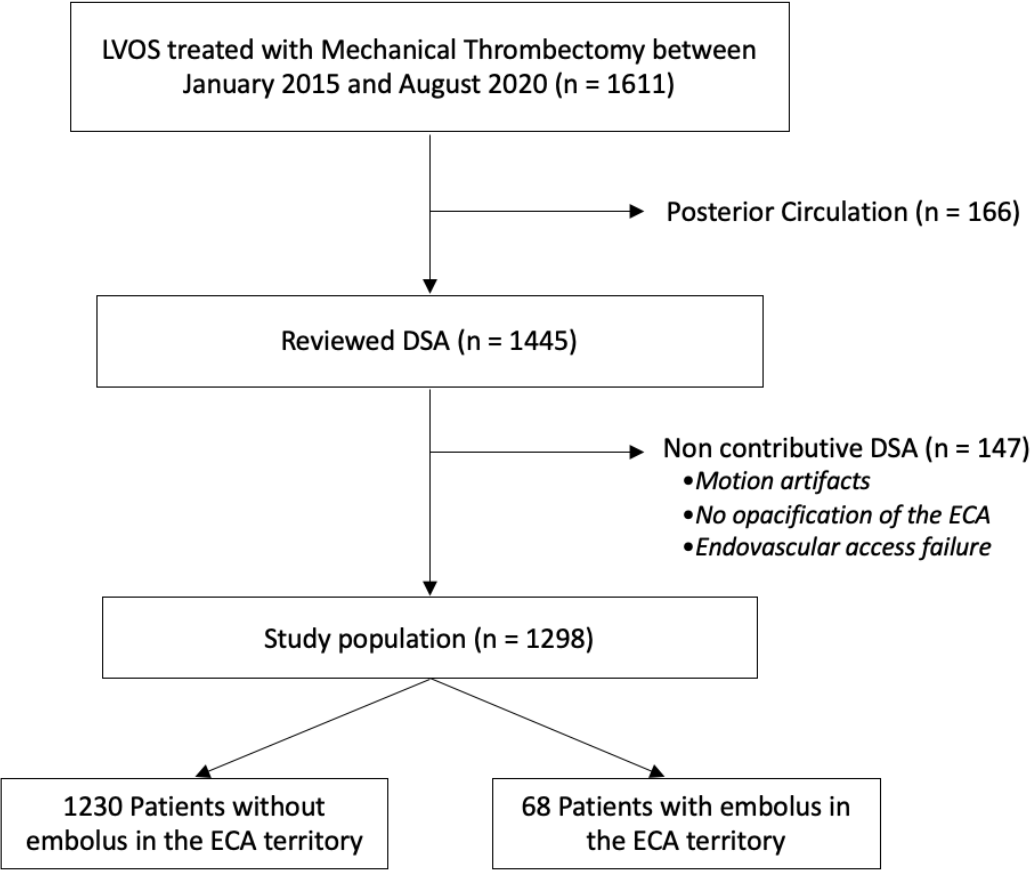 LVOS treated with Mechanical Thrombectomy between
January 2015 and August 2020 (n = 1611)
Posterior Circulation (n = 166)
Reviewed DSA (n = 1445)
Non contributive DSA (n = 147)
•Motion artifacts
•No opacification of the ECA
•Endovascular access failure
Study population (n = 1298)
1230 Patients without
embolus in the ECA territory
68 Patients with embolus in
the ECA territory